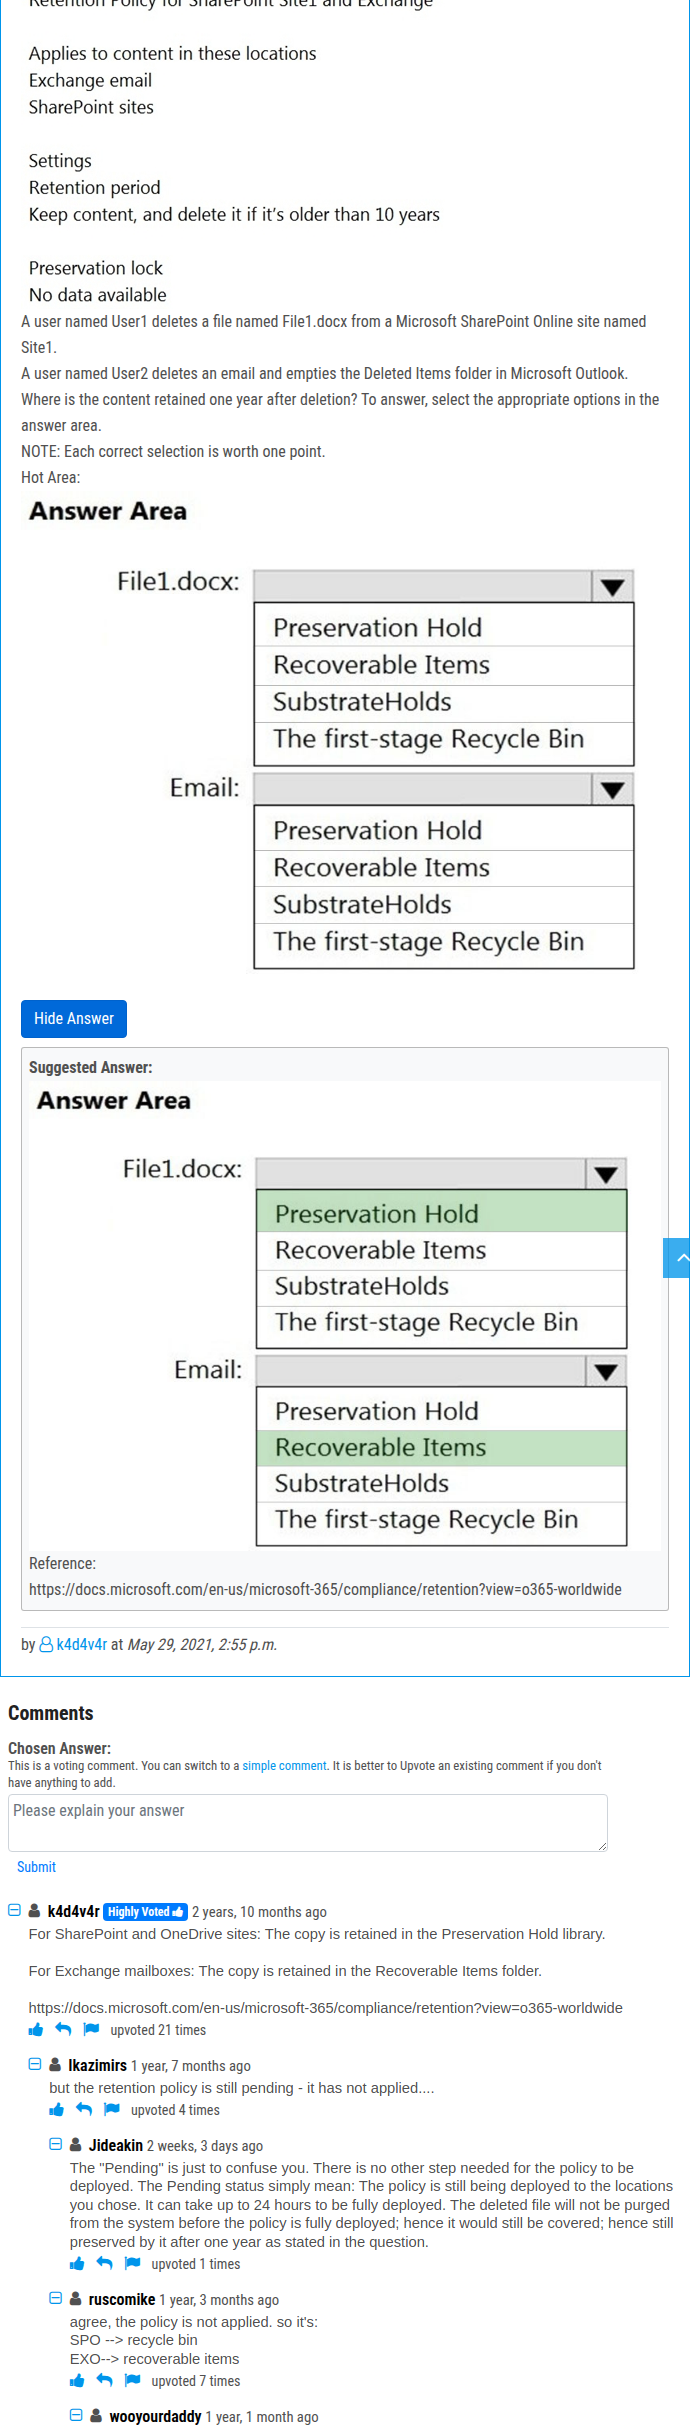 Retention Policy for SharePoint Site1 and Exchange
Applies to content in these locations
Exchange email
SharePoint sites
Settings
Retention period
Keep content, and delete it if it's older than 10 years
Preservation lock
No data available
A user named User1 deletes a file named File1.docx from a Microsoft SharePoint Online site named
Site1.
A user named User2 deletes an email and empties the Deleted Items folder in Microsoft Outlook.
Where is the content retained one year after deletion? To answer, select the appropriate options in the
answer area.
NOTE: Each correct selection is worth one point.
Hot Area:
Answer Area
File1.docx:
Preservation Hold
Recoverable Items
SubstrateHolds
The first-stage Recycle Bin
Email:
Preservation Hold
Recoverable Items
SubstrateHolds
The first-stage Recycle Bin
Hide Answer
Suggested Answer:
Answer Area
File1.docx:
Preservation Hold
Recoverable Items
SubstrateHolds
The first-stage Recycle Bin
Email:
Preservation Hold
Recoverable Items
SubstrateHolds
The first-stage Recycle Bin
Reference:
https://docs.microsoft.com/en-us/microsoft-365/compliance/retention?view=o365-worldwide
by k4d4v4r at May 29, 2021, 2:55 p.m.
Comments
Chosen Answer:
This is a voting comment. You can switch to a simple comment. It is better to Upvote an existing comment if you don't
have anything to add.
Please explain your answer
Submit
k4d4v4r Highly Voted 2 years, 10 months ago
For SharePoint and OneDrive sites: The copy is retained in the Preservation Hold library.
For Exchange mailboxes: The copy is retained in the Recoverable Items folder.
https://docs.microsoft.com/en-us/microsoft-365/compliance/retention?view=o365-worldwide
upvoted 21 times
lkazimirs 1 year, 7 months ago
but the retention policy is still pending - it has not applied....
upvoted 4 times
Jideakin 2 weeks, 3 days ago
The "Pending" is just to confuse you. There is no other step needed for the policy to be
deployed. The Pending status simply mean: The policy is still being deployed to the locations
you chose. It can take up to 24 hours to be fully deployed. The deleted file will not be purged
from the system before the policy is fully deployed; hence it would still be covered; hence still
preserved by it after one year as stated in the question.
upvoted 1 times
ruscomike 1 year, 3 months ago
agree, the policy is not applied. so it's:
SPO --> recycle bin
EXO--> recoverable items
upvoted 7 times
wooyourdaddy 1 year, 1 month ago